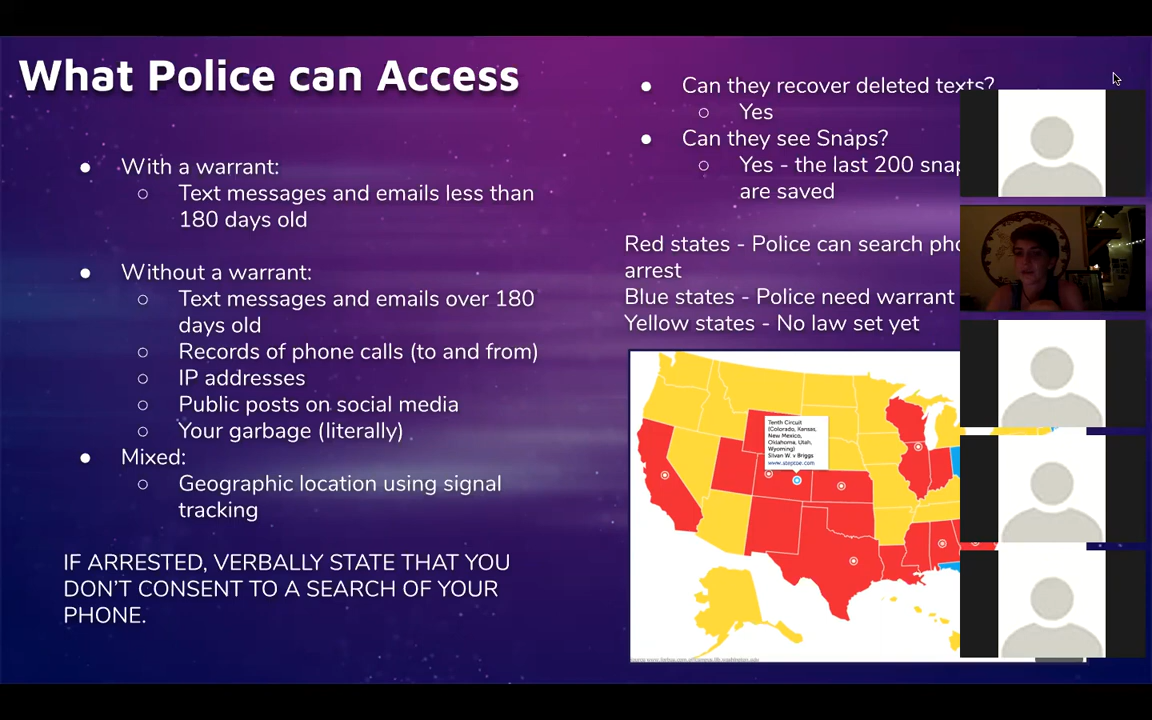 What Police can Access
With a warrant:
Text messages and emails less than
180 days old
Without a warrant:
Text messages and emails over 180
days old
Records of phone calls (to and from)
IP addresses
Public posts on social media
Your garbage (literally)
Mixed:
Geographic location using signal
tracking
IF ARRESTED, VERBALLY STATE THAT YOU
DON'T CONSENT TO A SEARCH OF YOUR
PHONE.
Can they recover deleted texts?
Yes
Can they see Snaps?
Yes - the last 200 snap
are saved
Red states - Police can search pho
arrest
Blue states - Police need warrant
Yellow states - No law set yet
Tenth Circuit
(Colorado, Kansas,
New Mexico,
Oklahoma, Utah,
Wyoming)
Silvan W. v Briggs
www.steptoe.com